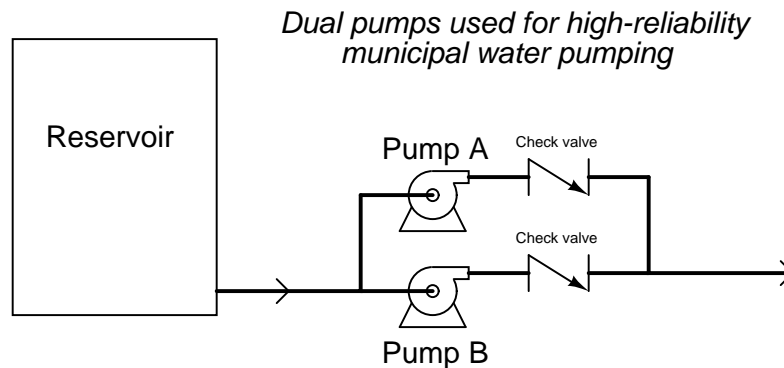 Dual pumps used for high-reliability
municipal water pumping
Reservoir
Pump A
Check valve
Check valve
Pump B